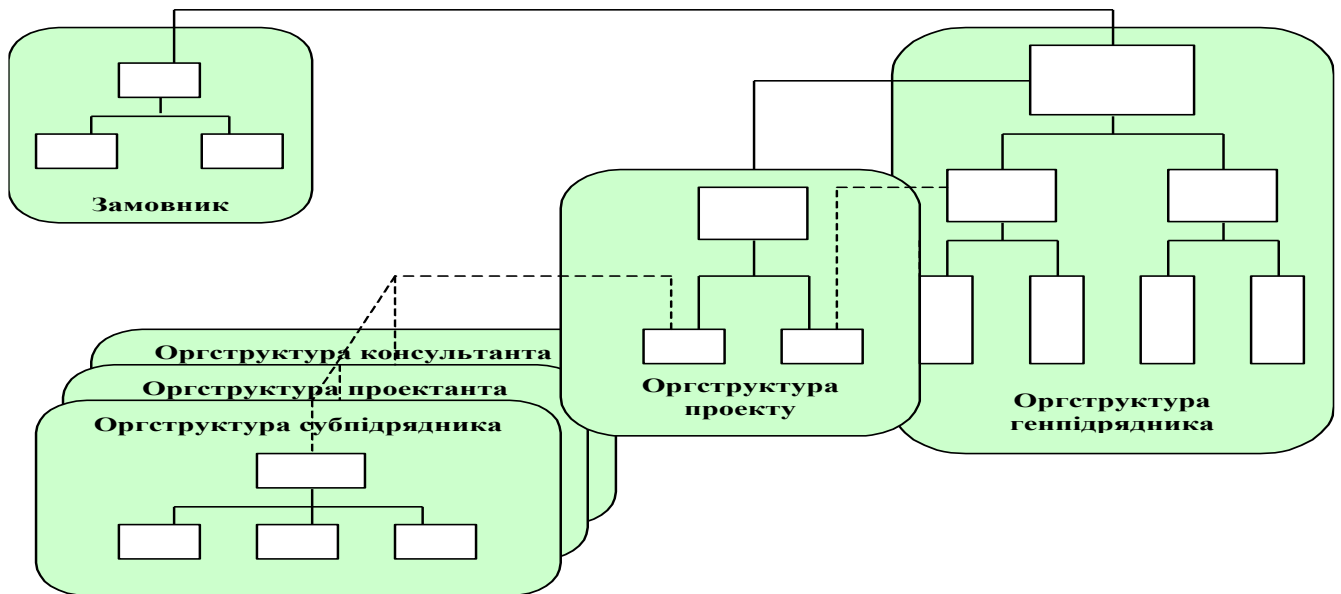 Замовник
Оргструктура консультанта
Оргструктура проектанта
Оргструктура субпідрядника
Оргструктура
проекту
Оргструктура
генпідрядника